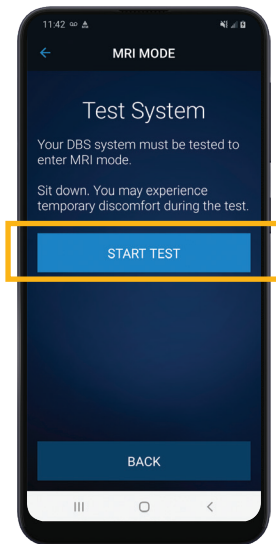 11:42
MRI MODE
Test System
Your DBS system must be tested to
enter MRI mode.
Sit down. You may experience
temporary discomfort during the test.
START TEST
BACK